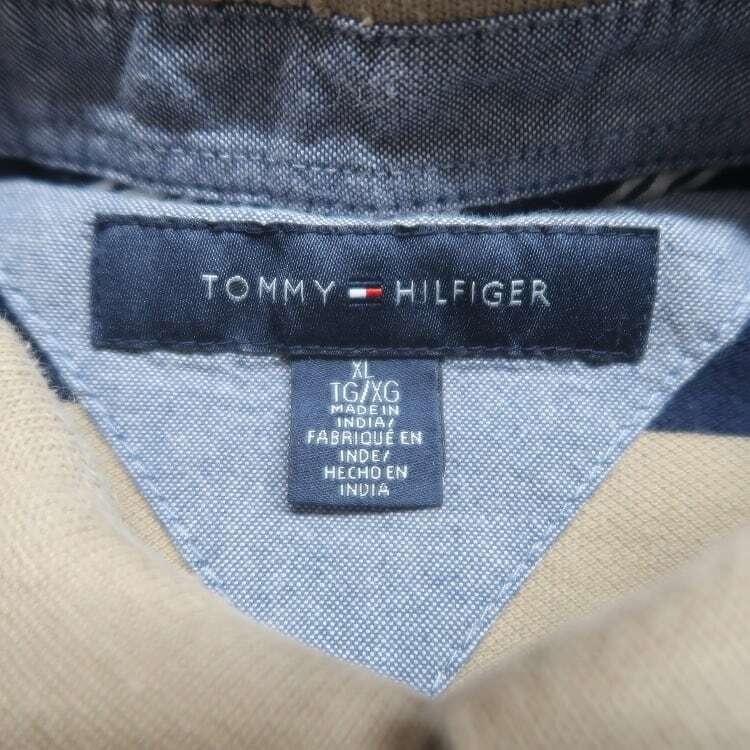 TOMMY HILFIGER
XL
TG/XG
MADE IN
INDIA/
FABRIQUÉ EN
INDE/
HECHO EN
INDIA